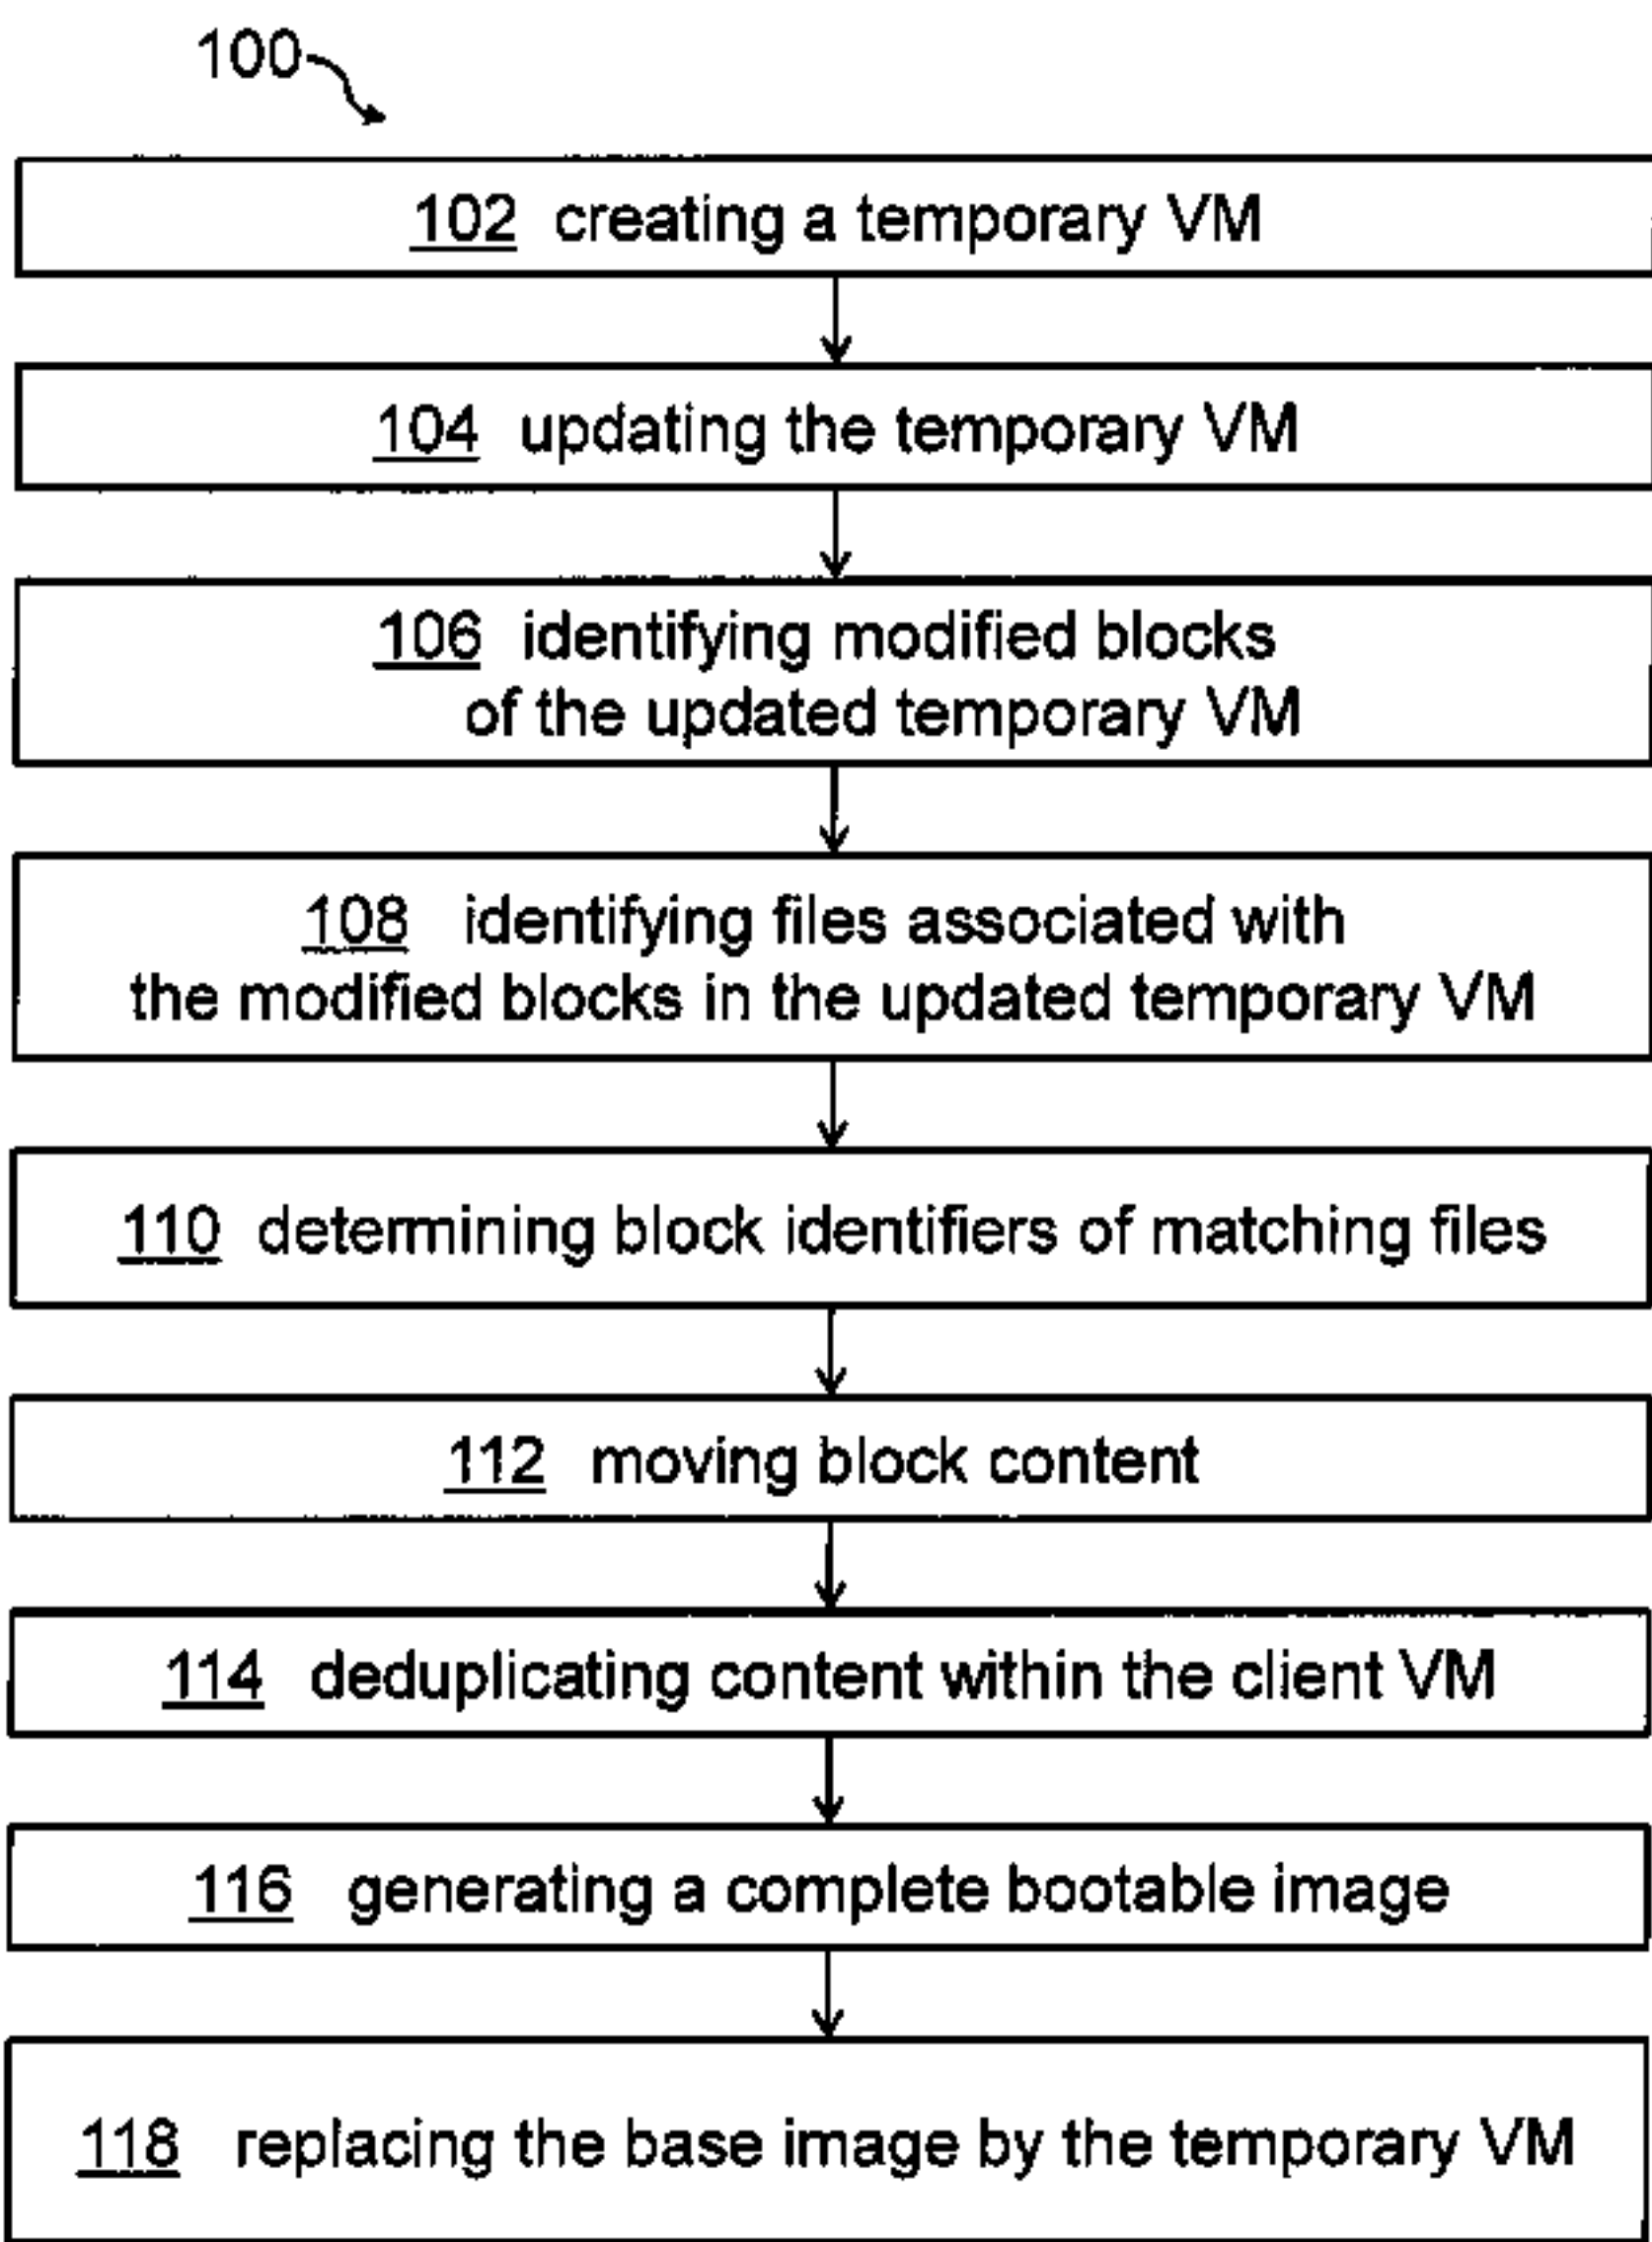 100
102 creating a temporary VM
104 updating the temporary VM
106 identifying modified blocks
of the updated temporary VM
108 identifying files associated with
the modified blocks in the updated temporary VM
110 determining block identifiers of matching files
112 moving block content
114 deduplicating content within the client VM
116 generating a complete bootable image
118 replacing the base image by the temporary VM